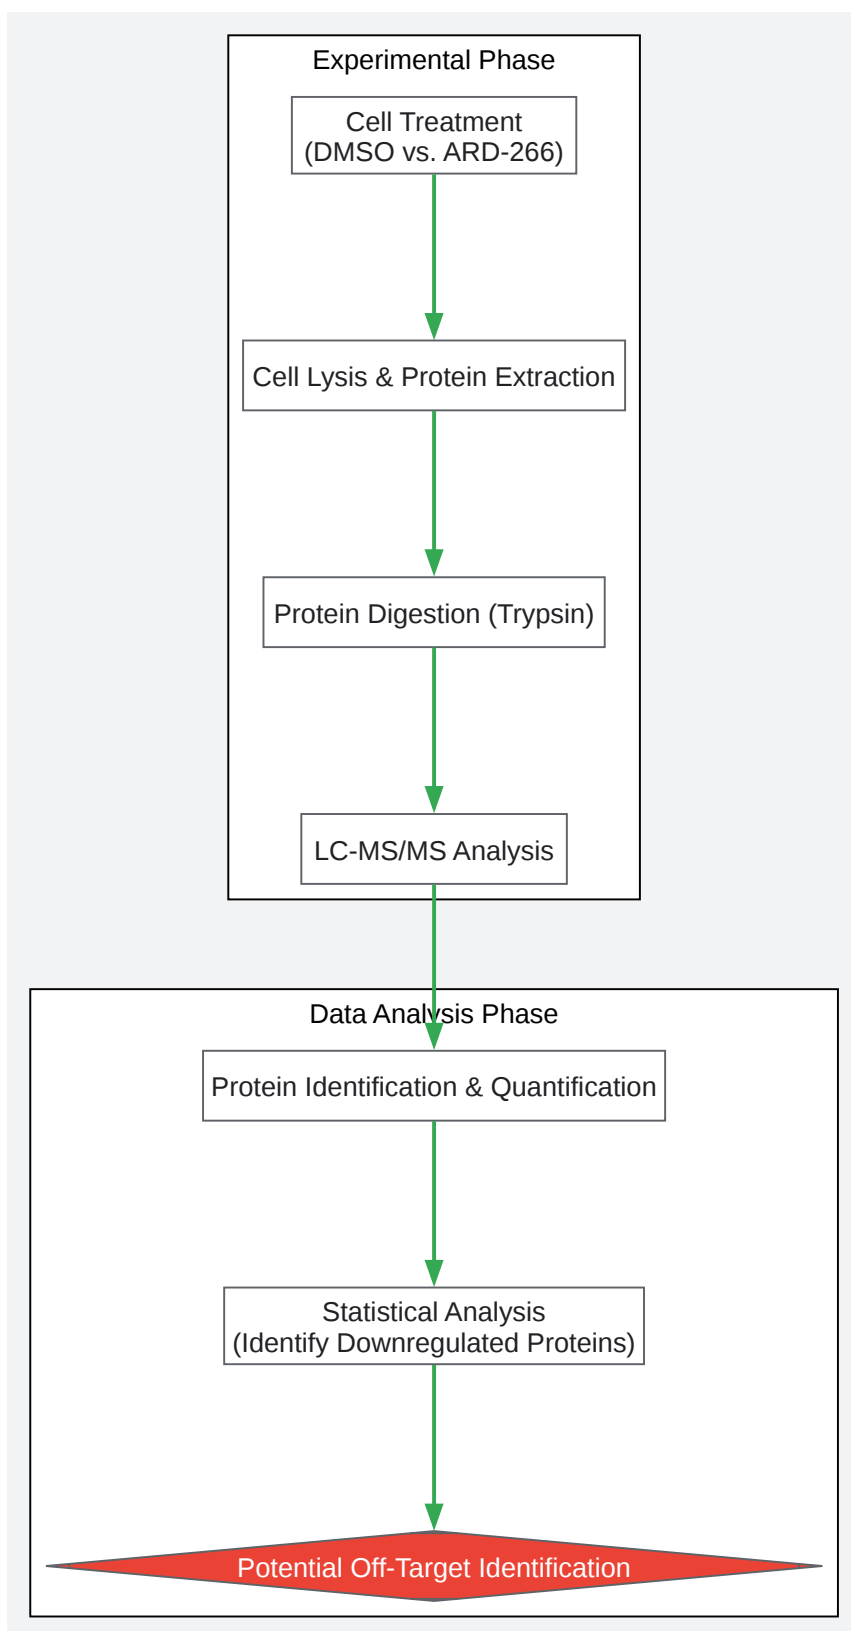 Experimental Phase
Cell Treatment
(DMSO vs. ARD-266)
Cell Lysis & Protein Extraction
Protein Digestion (Trypsin)
LC-MS/MS Analysis
Data Analysis Phase
Protein Identification & Quantification
Statistical Analysis
(Identify Downregulated Proteins)
Potential Off-Target Identification